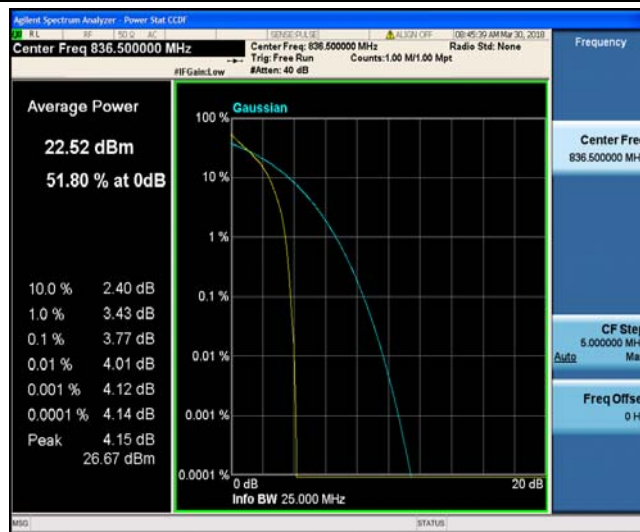 Agilent Spectrum Analyzer - Power Stat CCDF
RL RF 50 Ω AC SENSE:PULSE ALIGN OFF 08:45:39 AM Mar 30, 2018
Center Freq 836.500000 MHz
Center Freq: 836.500000 MHz Radio Std: None
Trig: Free Run Counts:1.00 M/1.00 Mpt
#IFGain:Low #Atten: 40 dB
Average Power
22.52 dBm
51.80 % at 0dB
10.0 % 2.40 dB
1.0 % 3.43 dB
0.1 % 3.77 dB
0.01 % 4.01 dB
0.001 % 4.12 dB
0.0001 % 4.14 dB
Peak 4.15 dB
26.67 dBm
Gaussian
100 %
10 %
1 %
0.1 %
0.01 %
0.001 %
0.0001 %
0 dB 20 dB
Info BW 25.000 MHz
Frequency
Center Fre
836.500000 MH
CF Step
5.000000 MH
Auto Ma
Freq Offse
0 H
MSG STATUS